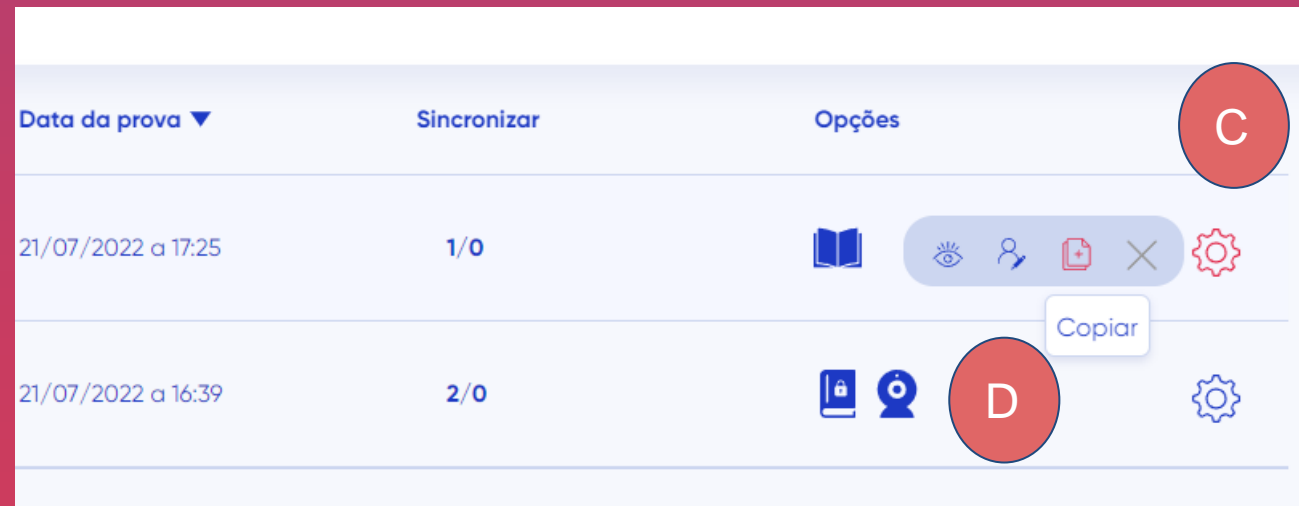 Data da prova ▼ Sincronizar Opções C
21/07/2022 a 17:25 1/0
Copiar
21/07/2022 a 16:39 2/0 D